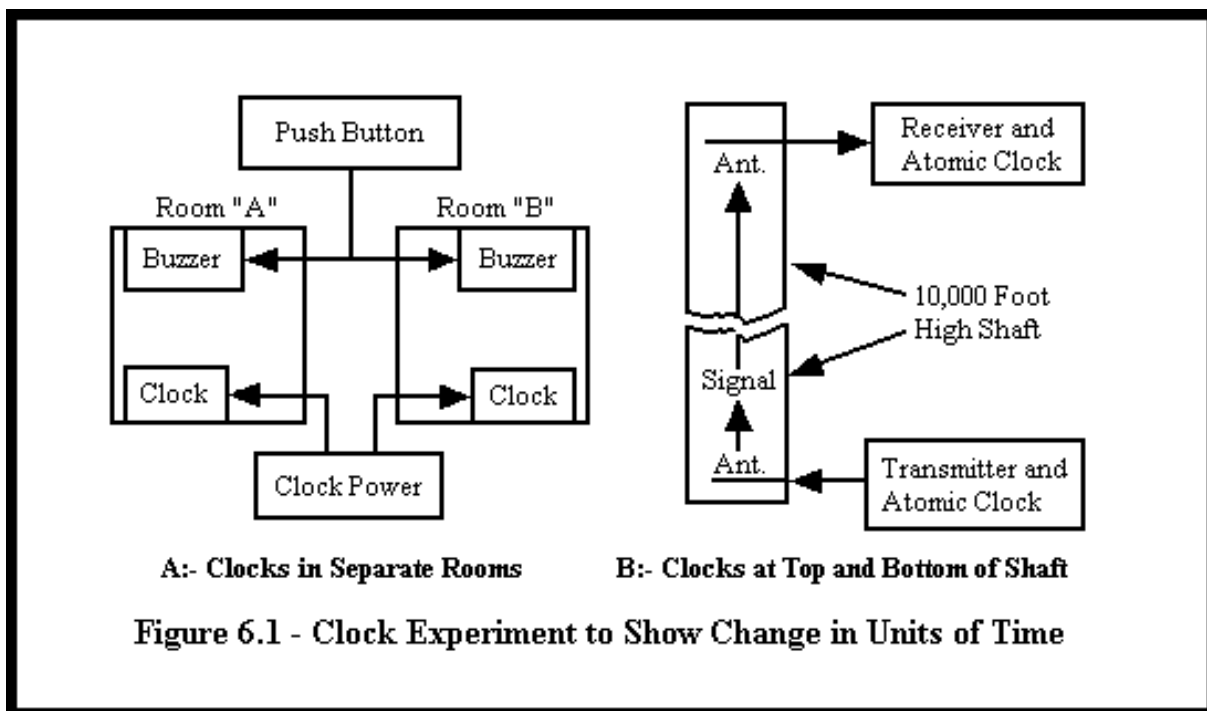 Push Button
Room "A"
Room "B"
Buzzer
Buzzer
Clock
Clock
Clock Power
Receiver and
Atomic Clock
Ant.
10,000 Foot
High Shaft
Signal
Ant.
Transmitter and
Atomic Clock
A:- Clocks in Separate Rooms
B:- Clocks at Top and Bottom of Shaft
Figure 6.1 - Clock Experiment to Show Change in Units of Time